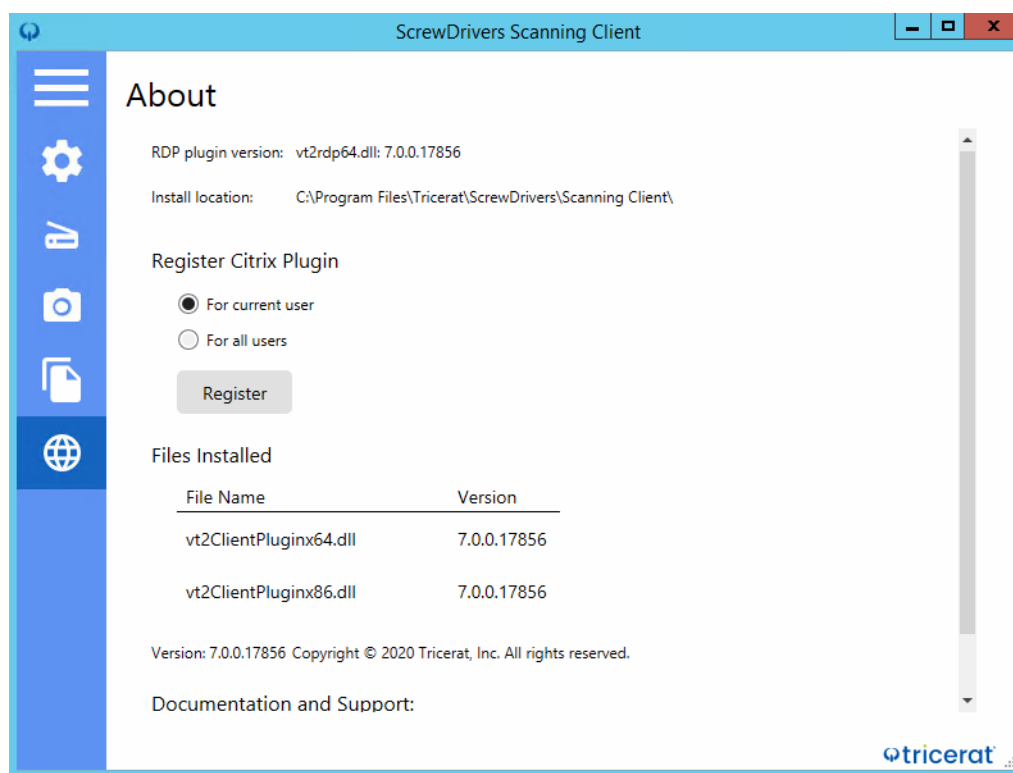 ScrewDrivers Scanning Client
About
RDP plugin version: vt2rdp64.dll: 7.0.0.17856
Install location: C:\Program Files\Tricerat\ScrewDrivers\Scanning Client\
Register Citrix Plugin
For current user
For all users
Register
Files Installed
File Name Version
vt2ClientPluginx64.dll 7.0.0.17856
vt2ClientPluginx86.dll 7.0.0.17856
Version: 7.0.0.17856 Copyright © 2020 Tricerat, Inc. All rights reserved.
Documentation and Support:
tricerat